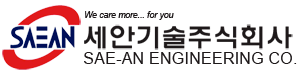 We care more... for you
SAEAN
세안기술주식회사
SAE-AN ENGINEERING CO.